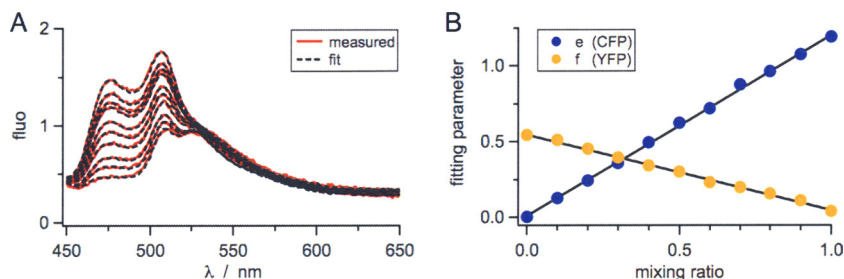 A
2
1
0
fluo
measured
fit
450
500
550
600
650
λ / nm
B
1.0
0.5
0.0
fitting parameter
e (CFP)
f (YFP)
0.0
0.5
1.0
mixing ratio